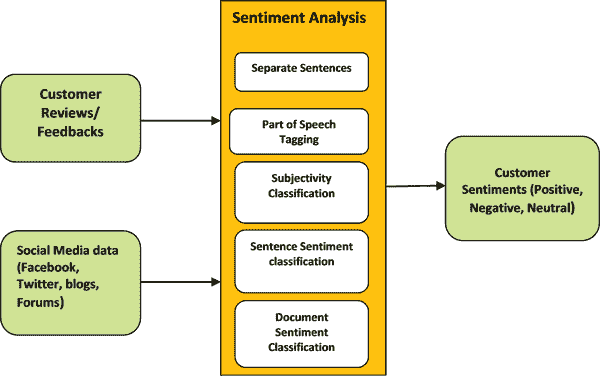 Sentiment Analysis
Separate Sentences
Part of Speech
Tagging
Subjectivity
Classification
Sentence Sentiment
classification
Document
Sentiment
Classification
Customer
Reviews/
Feedbacks
Social Media data
(Facebook,
Twitter, blogs,
Forums)
Customer
Sentiments (Positive,
Negative, Neutral)